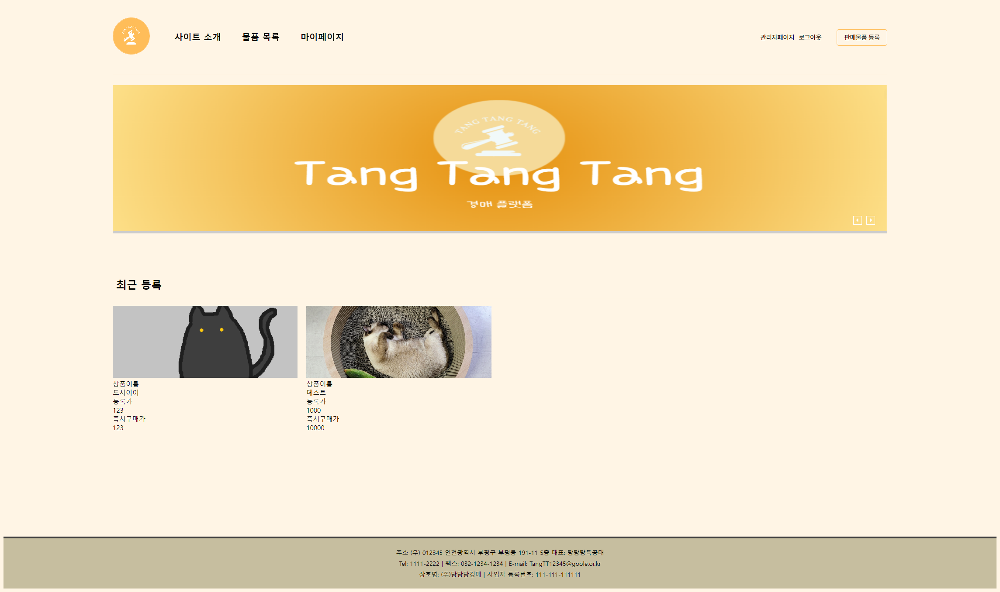 TANG TANG TANG
사이트 소개
물품 목록
마이페이지
관리자페이지 로그아웃
판매물품 등록
TANG TANG TANG
Tang Tang Tang
경매 플랫폼
최근 등록
상품이름
도서어어
등록가
123
즉시구매가
123
상품이름
테스트
등록가
1000
즉시구매가
10000
주소 (우) 012345 인천광역시 부평구 부평동 191-11 5층 대표: 탕탕탕특공대
Tel: 1111-2222 | 팩스: 032-1234-1234 | E-mail: TangTT12345@goole.or.kr
상호명: (주)탕탕탕경매 | 사업자 등록번호: 111-111-111111